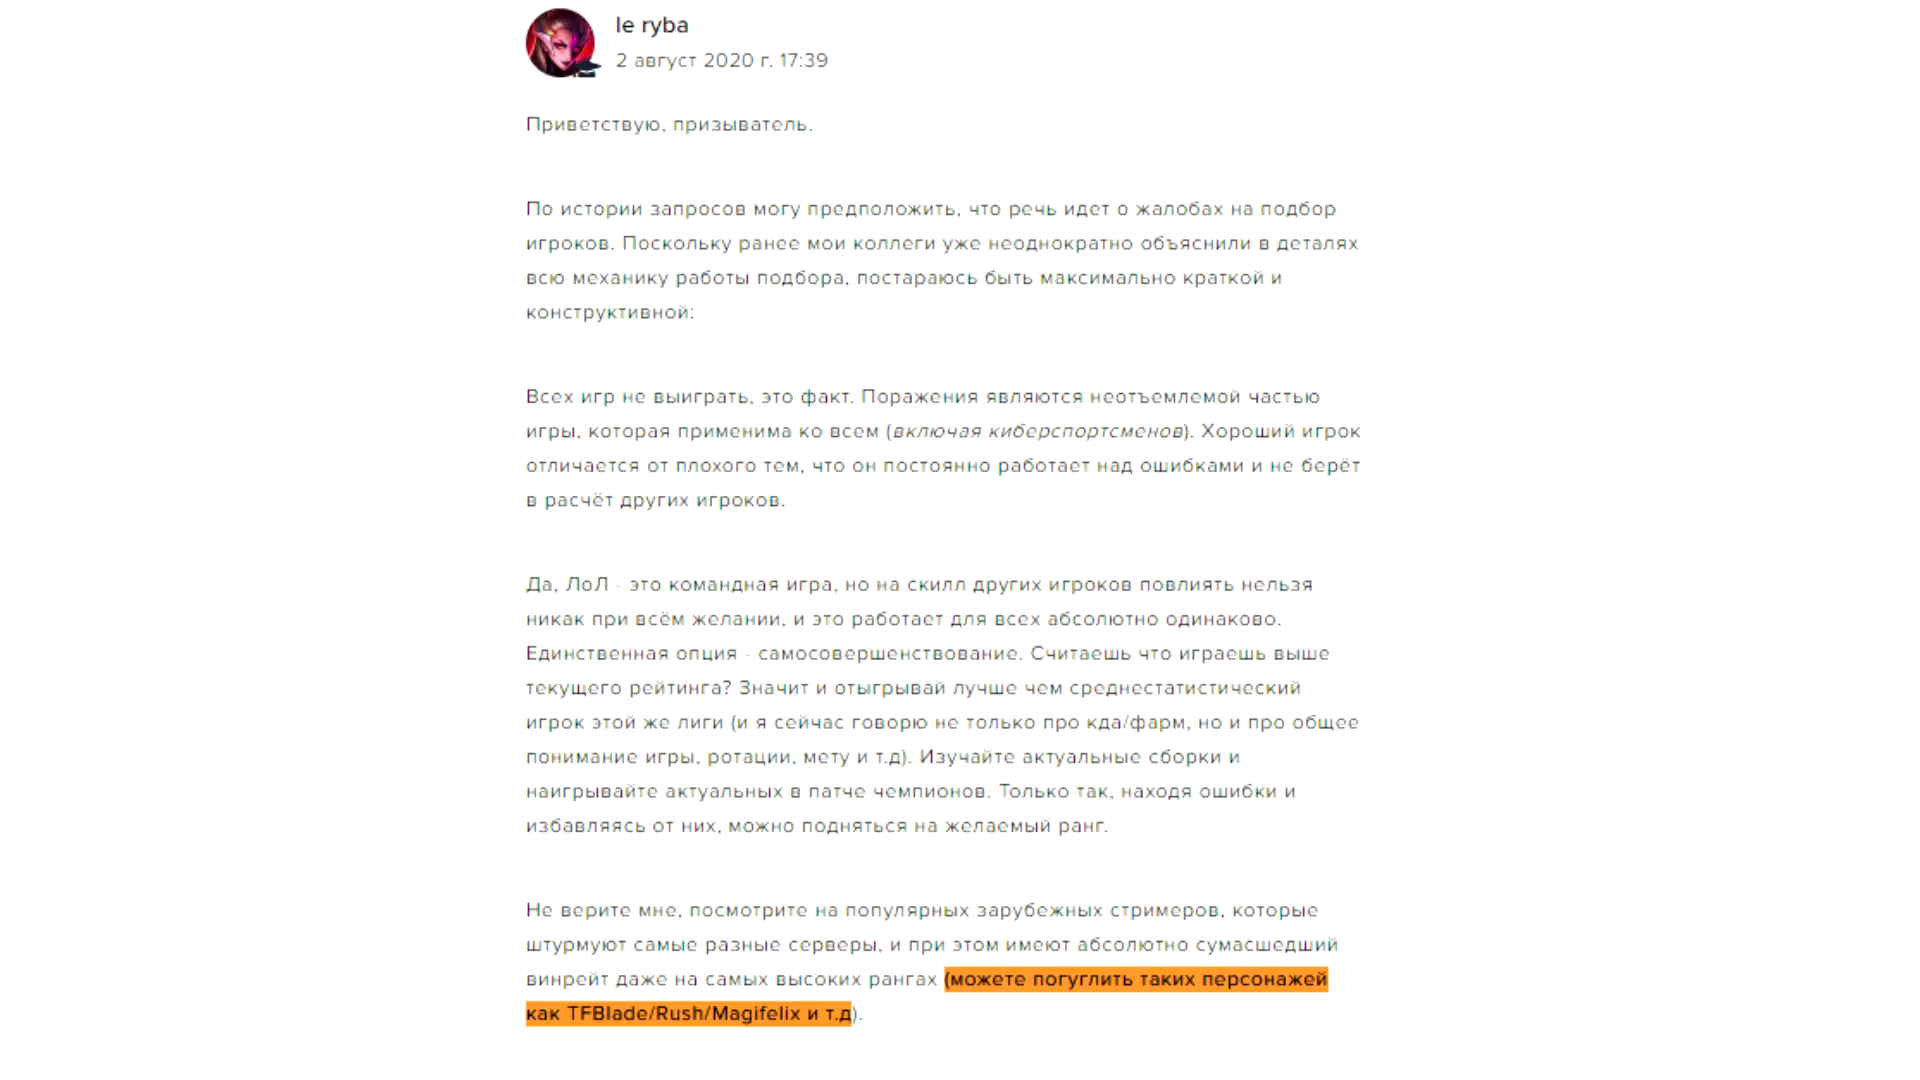 le ryba
2 август 2020 г. 17:39
Приветствую, призыватель.
По истории запросов могу предположить, что речь идет о жалобах на подбор
игроков. Поскольку ранее мои коллеги уже неоднократно объяснили в деталях
всю механику работы подбора, постараюсь быть максимально краткой и
конструктивной:
Всех игр не выиграть, это факт. Поражения являются неотъемлемой частью
игры, которая применима ко всем (включая киберспортсменов). Хороший игрок
отличается от плохого тем, что он постоянно работает над ошибками и не берёт
в расчёт других игроков.
Да, ЛоЛ - это командная игра, но на скилл других игроков повлиять нельзя
никак при всём желании, и это работает для всех абсолютно одинаково.
Единственная опция - самосовершенствование. Считаешь что играешь выше
текущего рейтинга? Значит и отыгрывай лучше чем среднестатистический
игрок этой же лиги (и я сейчас говорю не только про кда/фарм, но и про общее
понимание игры, ротации, мету и т.д). Изучайте актуальные сборки и
наигрывайте актуальных в патче чемпионов. Только так, находя ошибки и
избавляясь от них, можно подняться на желаемый ранг.
Не верите мне, посмотрите на популярных зарубежных стримеров, которые
штурмуют самые разные серверы, и при этом имеют абсолютно сумасшедший
винрейт даже на самых высоких рангах (можете погуглить таких персонажей
как TFBlade/Rush/Magifelix и т.д).